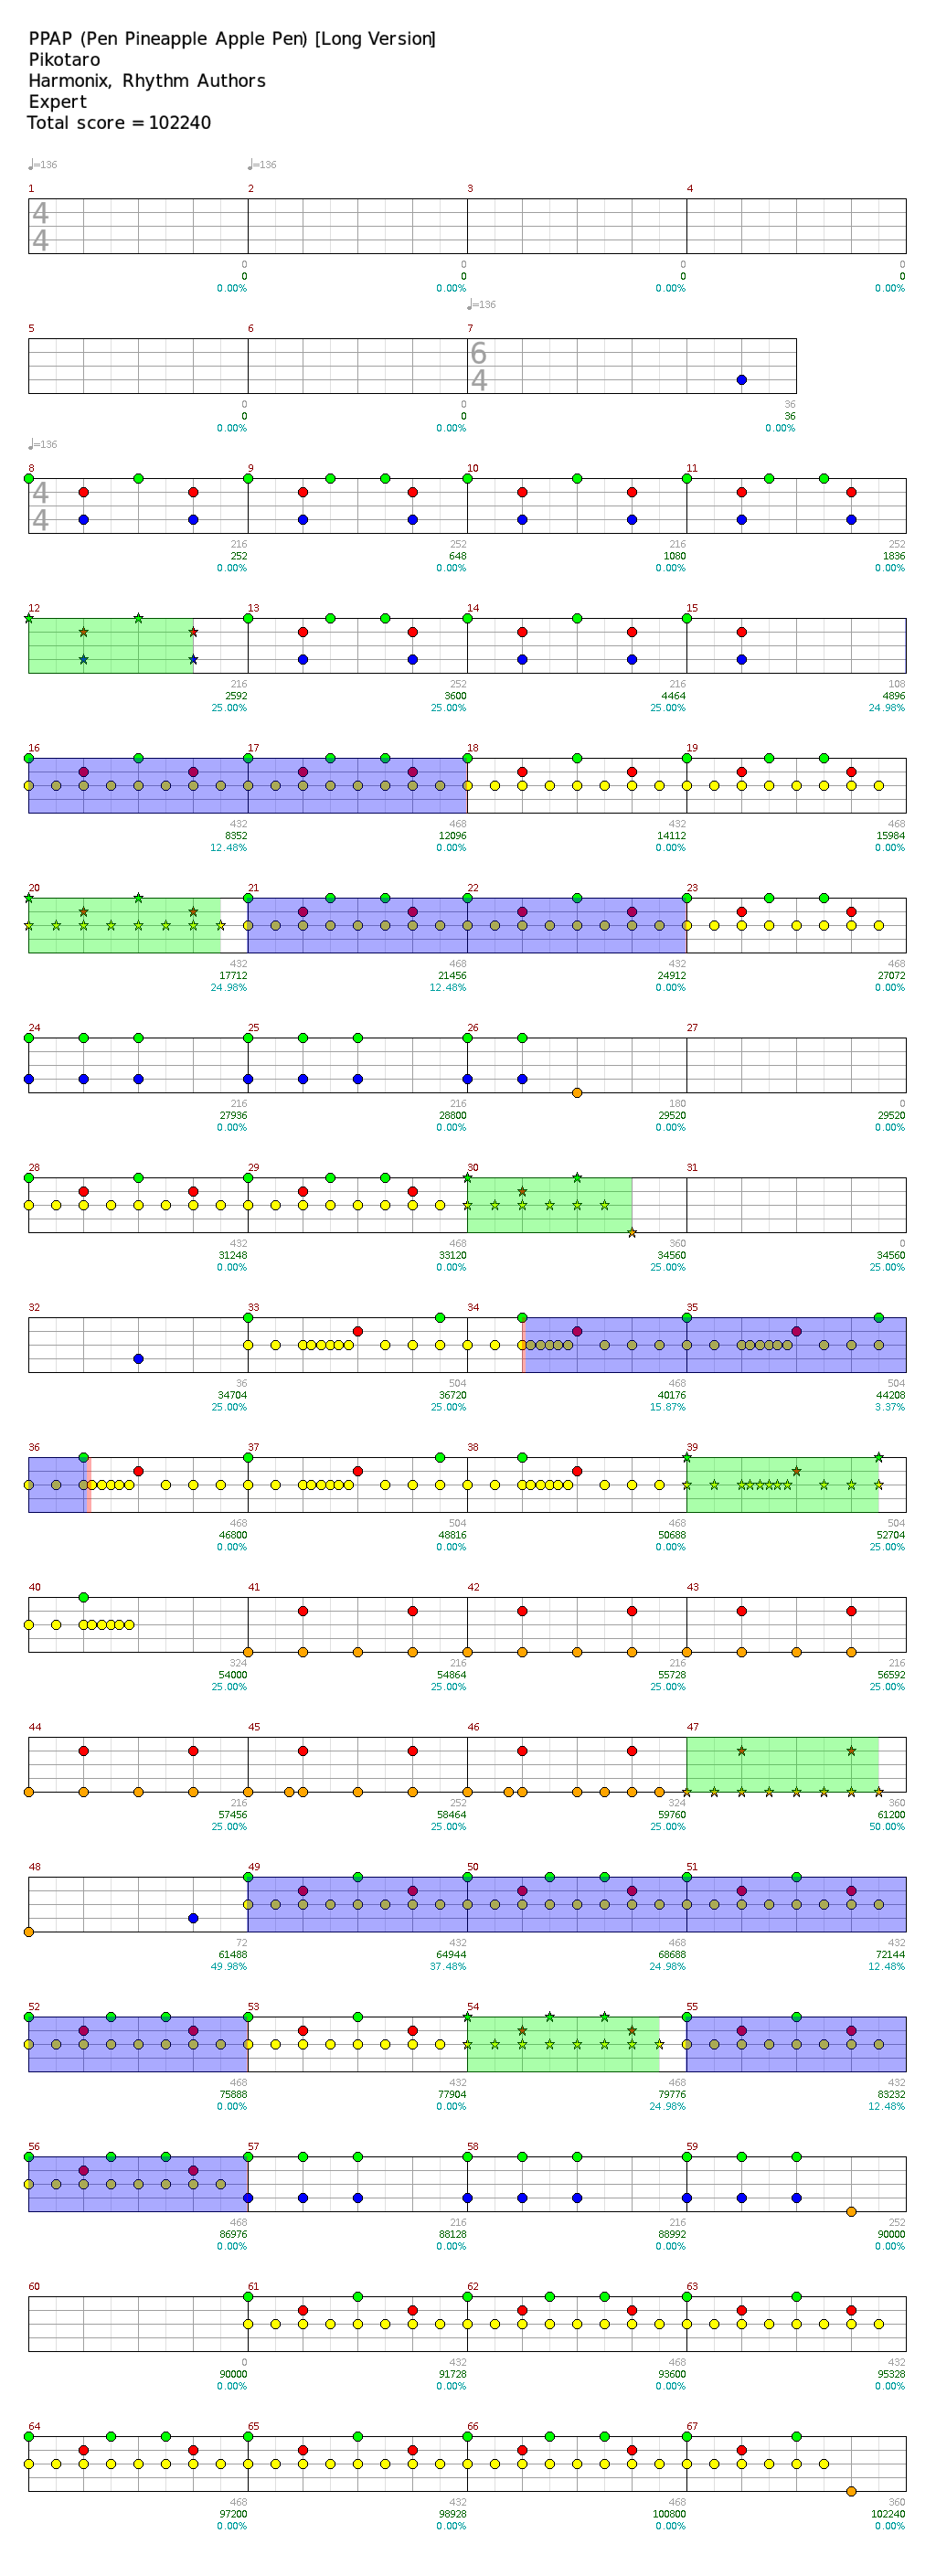 PPAP (Pen Pineapple Apple Pen) [Long Version]
Pikotaro
Harmonix, Rhythm Authors
Expert
Total score = 102240
♩=136 ♩=136
1 2 3 4
4
4
0 0 0 0
0 0 0 0
0.00% 0.00% 0.00% 0.00%
♩=136
5 6 7
6
4
0 0 36
0 0 36
0.00% 0.00% 0.00%
♩=136
8 9 10 11
4
4
216 252 216 252
252 648 1080 1836
0.00% 0.00% 0.00% 0.00%
12 13 14 15
216 252 216 108
2592 3600 4464 4896
25.00% 25.00% 25.00% 24.98%
16 17 18 19
432 468 432 468
8352 12096 14112 15984
12.48% 0.00% 0.00% 0.00%
20 21 22 23
432 468 432 468
17712 21456 24912 27072
24.98% 12.48% 0.00% 0.00%
24 25 26 27
216 216 180 0
27936 28800 29520 29520
0.00% 0.00% 0.00% 0.00%
28 29 30 31
432 468 360 0
31248 33120 34560 34560
0.00% 0.00% 25.00% 25.00%
32 33 34 35
36 504 468 504
34704 36720 40176 44208
25.00% 25.00% 15.87% 3.37%
36 37 38 39
468 504 468 504
46800 48816 50688 52704
0.00% 0.00% 0.00% 25.00%
40 41 42 43
324 216 216 216
54000 54864 55728 56592
25.00% 25.00% 25.00% 25.00%
44 45 46 47
216 252 324 360
57456 58464 59760 61200
25.00% 25.00% 25.00% 50.00%
48 49 50 51
72 432 468 432
61488 64944 68688 72144
49.98% 37.48% 24.98% 12.48%
52 53 54 55
468 432 468 432
75888 77904 79776 83232
0.00% 0.00% 24.98% 12.48%
56 57 58 59
468 216 216 252
86976 88128 88992 90000
0.00% 0.00% 0.00% 0.00%
60 61 62 63
0 432 468 432
90000 91728 93600 95328
0.00% 0.00% 0.00% 0.00%
64 65 66 67
468 432 468 360
97200 98928 100800 102240
0.00% 0.00% 0.00% 0.00%